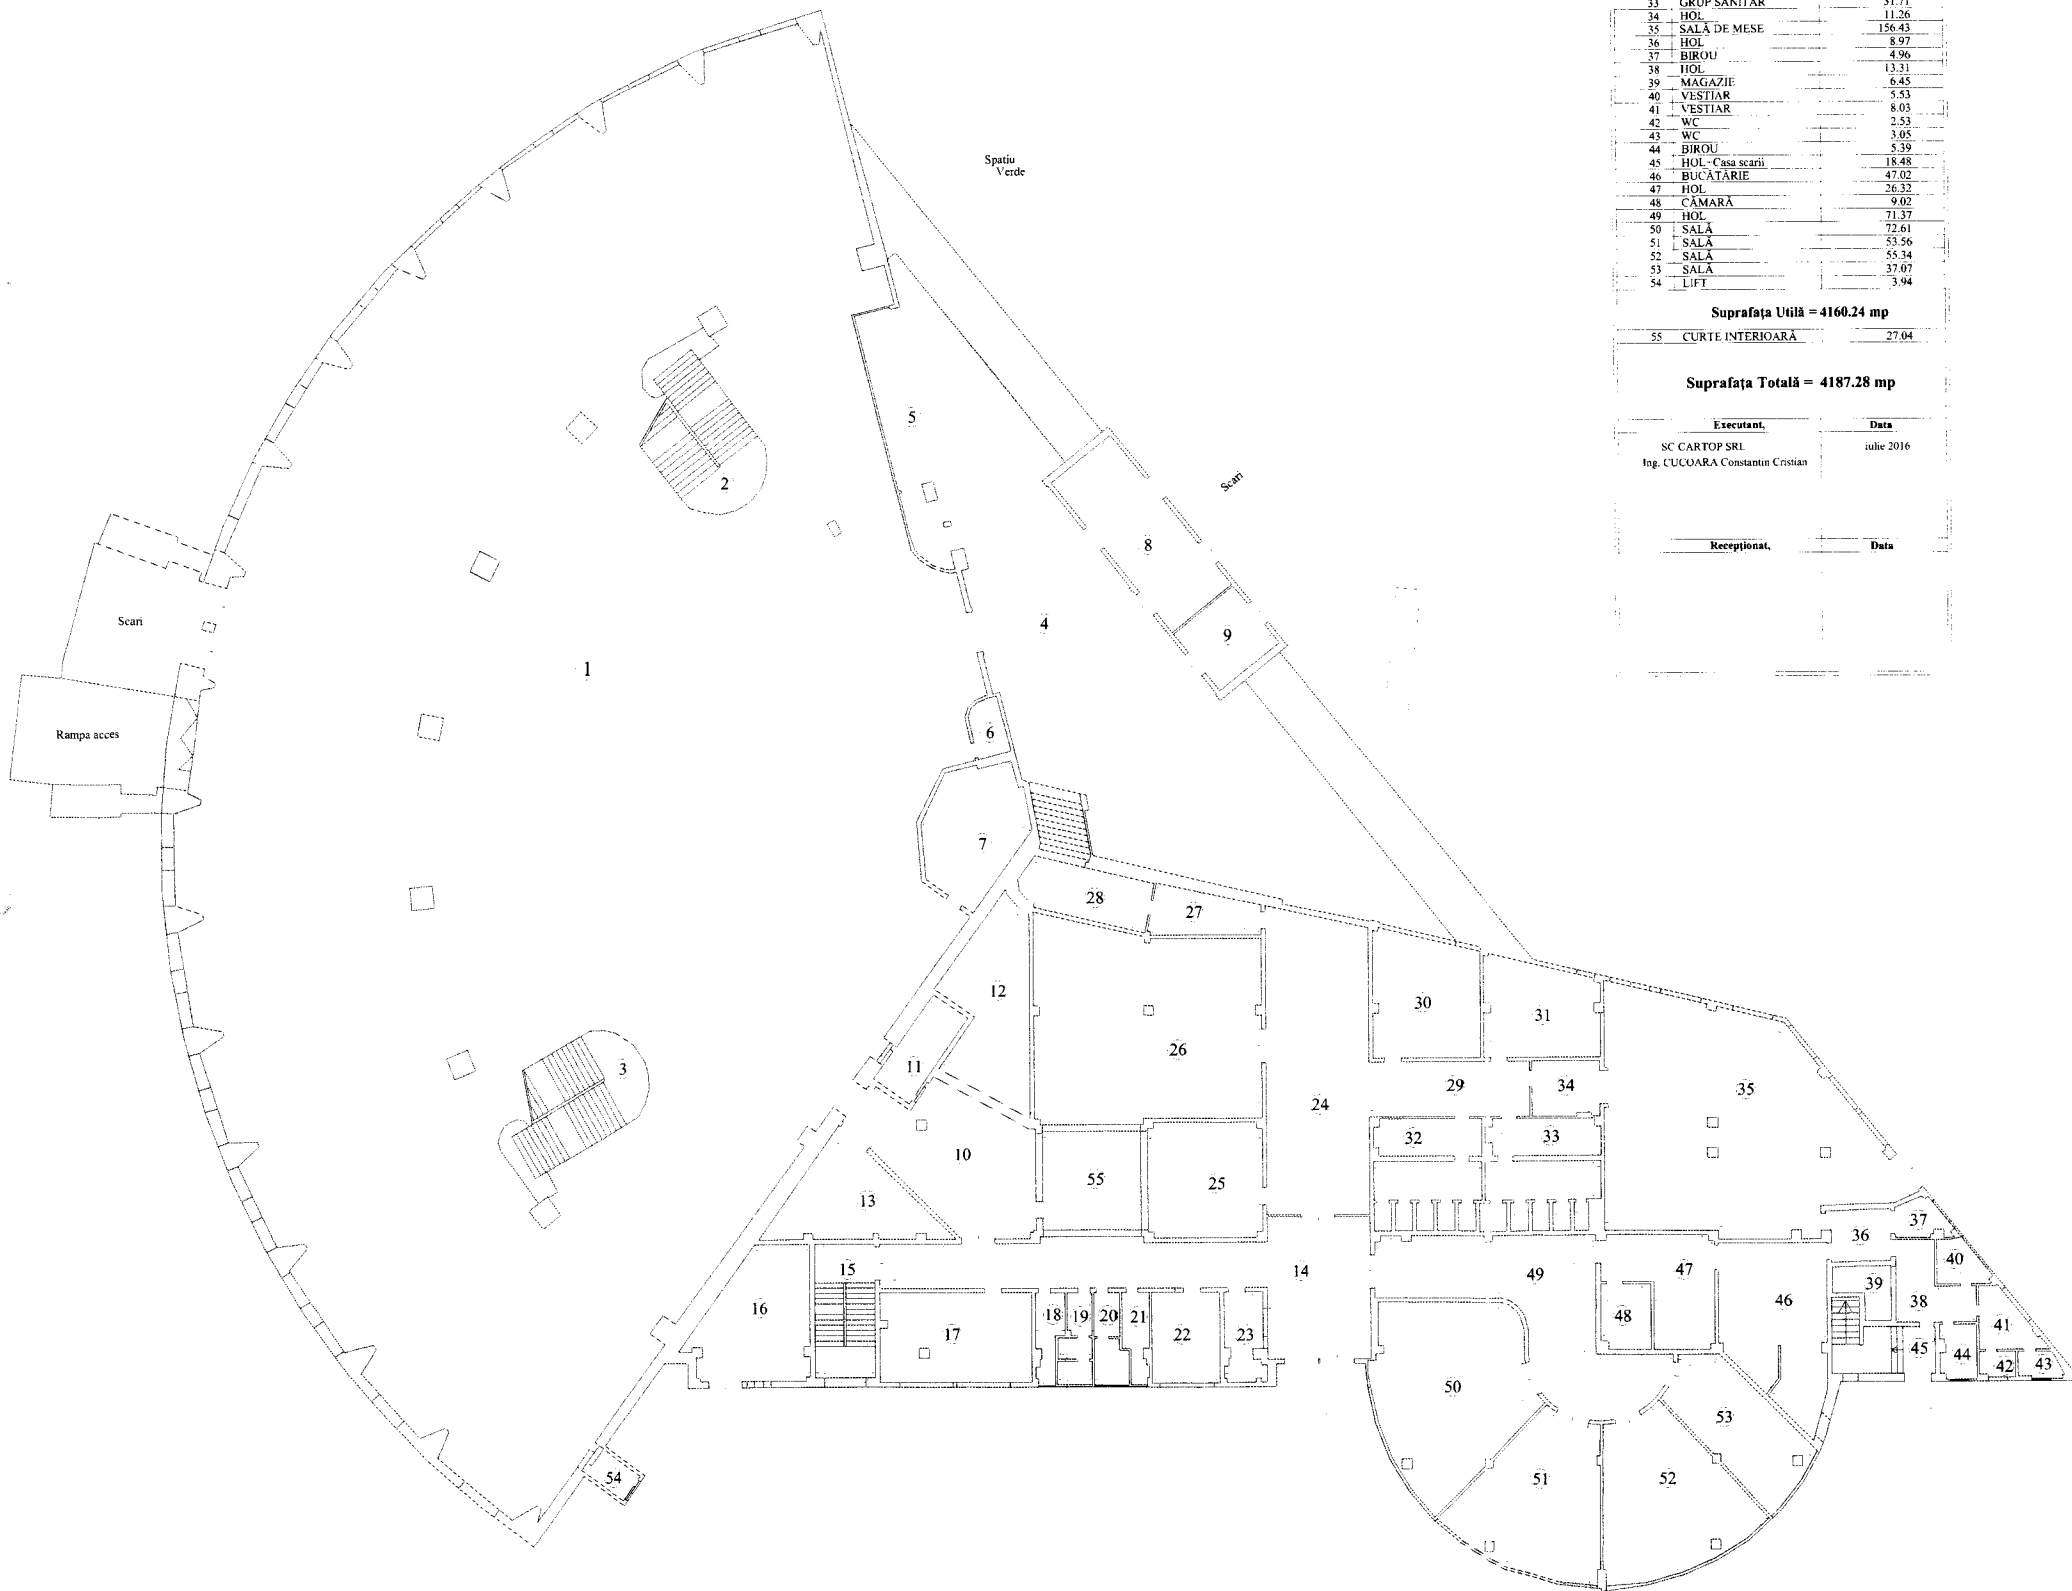 33 GRUP SANITAR 31.71
34 HOL 11.26
35 SALĂ DE MESE 156.43
36 HOL 8.97
37 BIROU 4.96
38 HOL 13.31
39 MAGAZIE 6.45
40 VESTIAR 5.53
41 VESTIAR 8.03
42 WC 2.53
43 WC 3.05
44 BIROU 5.39
45 HOL-Casa scarii 18.48
46 BUCĂTĂRIE 47.02
47 HOL 26.32
48 CĂMARĂ 9.02
49 HOL 71.37
50 SALĂ 72.61
51 SALĂ 53.56
52 SALĂ 55.34
53 SALĂ 37.07
54 LIFT 3.94
Suprafața Utilă = 4160.24 mp
55 CURTE INTERIOARĂ 27.04
Suprafața Totală = 4187.28 mp
Executant, Data
SC CARTOP SRL iulie 2016
Ing. CUCOARA Constantin Cristian
Recepționat, Data
Spatiu
Verde
5
2
Scari
8
4
Scari
9
1
6
Rampa acces
7
28
27
12
30
31
26
11
3
29
34
35
24
32
33
10
55
25
13
37
36
40
15
14
49
47
39
46
38
16
48
18
19
20
21
41
17
22
23
45
44
42
43
50
53
54
51
52